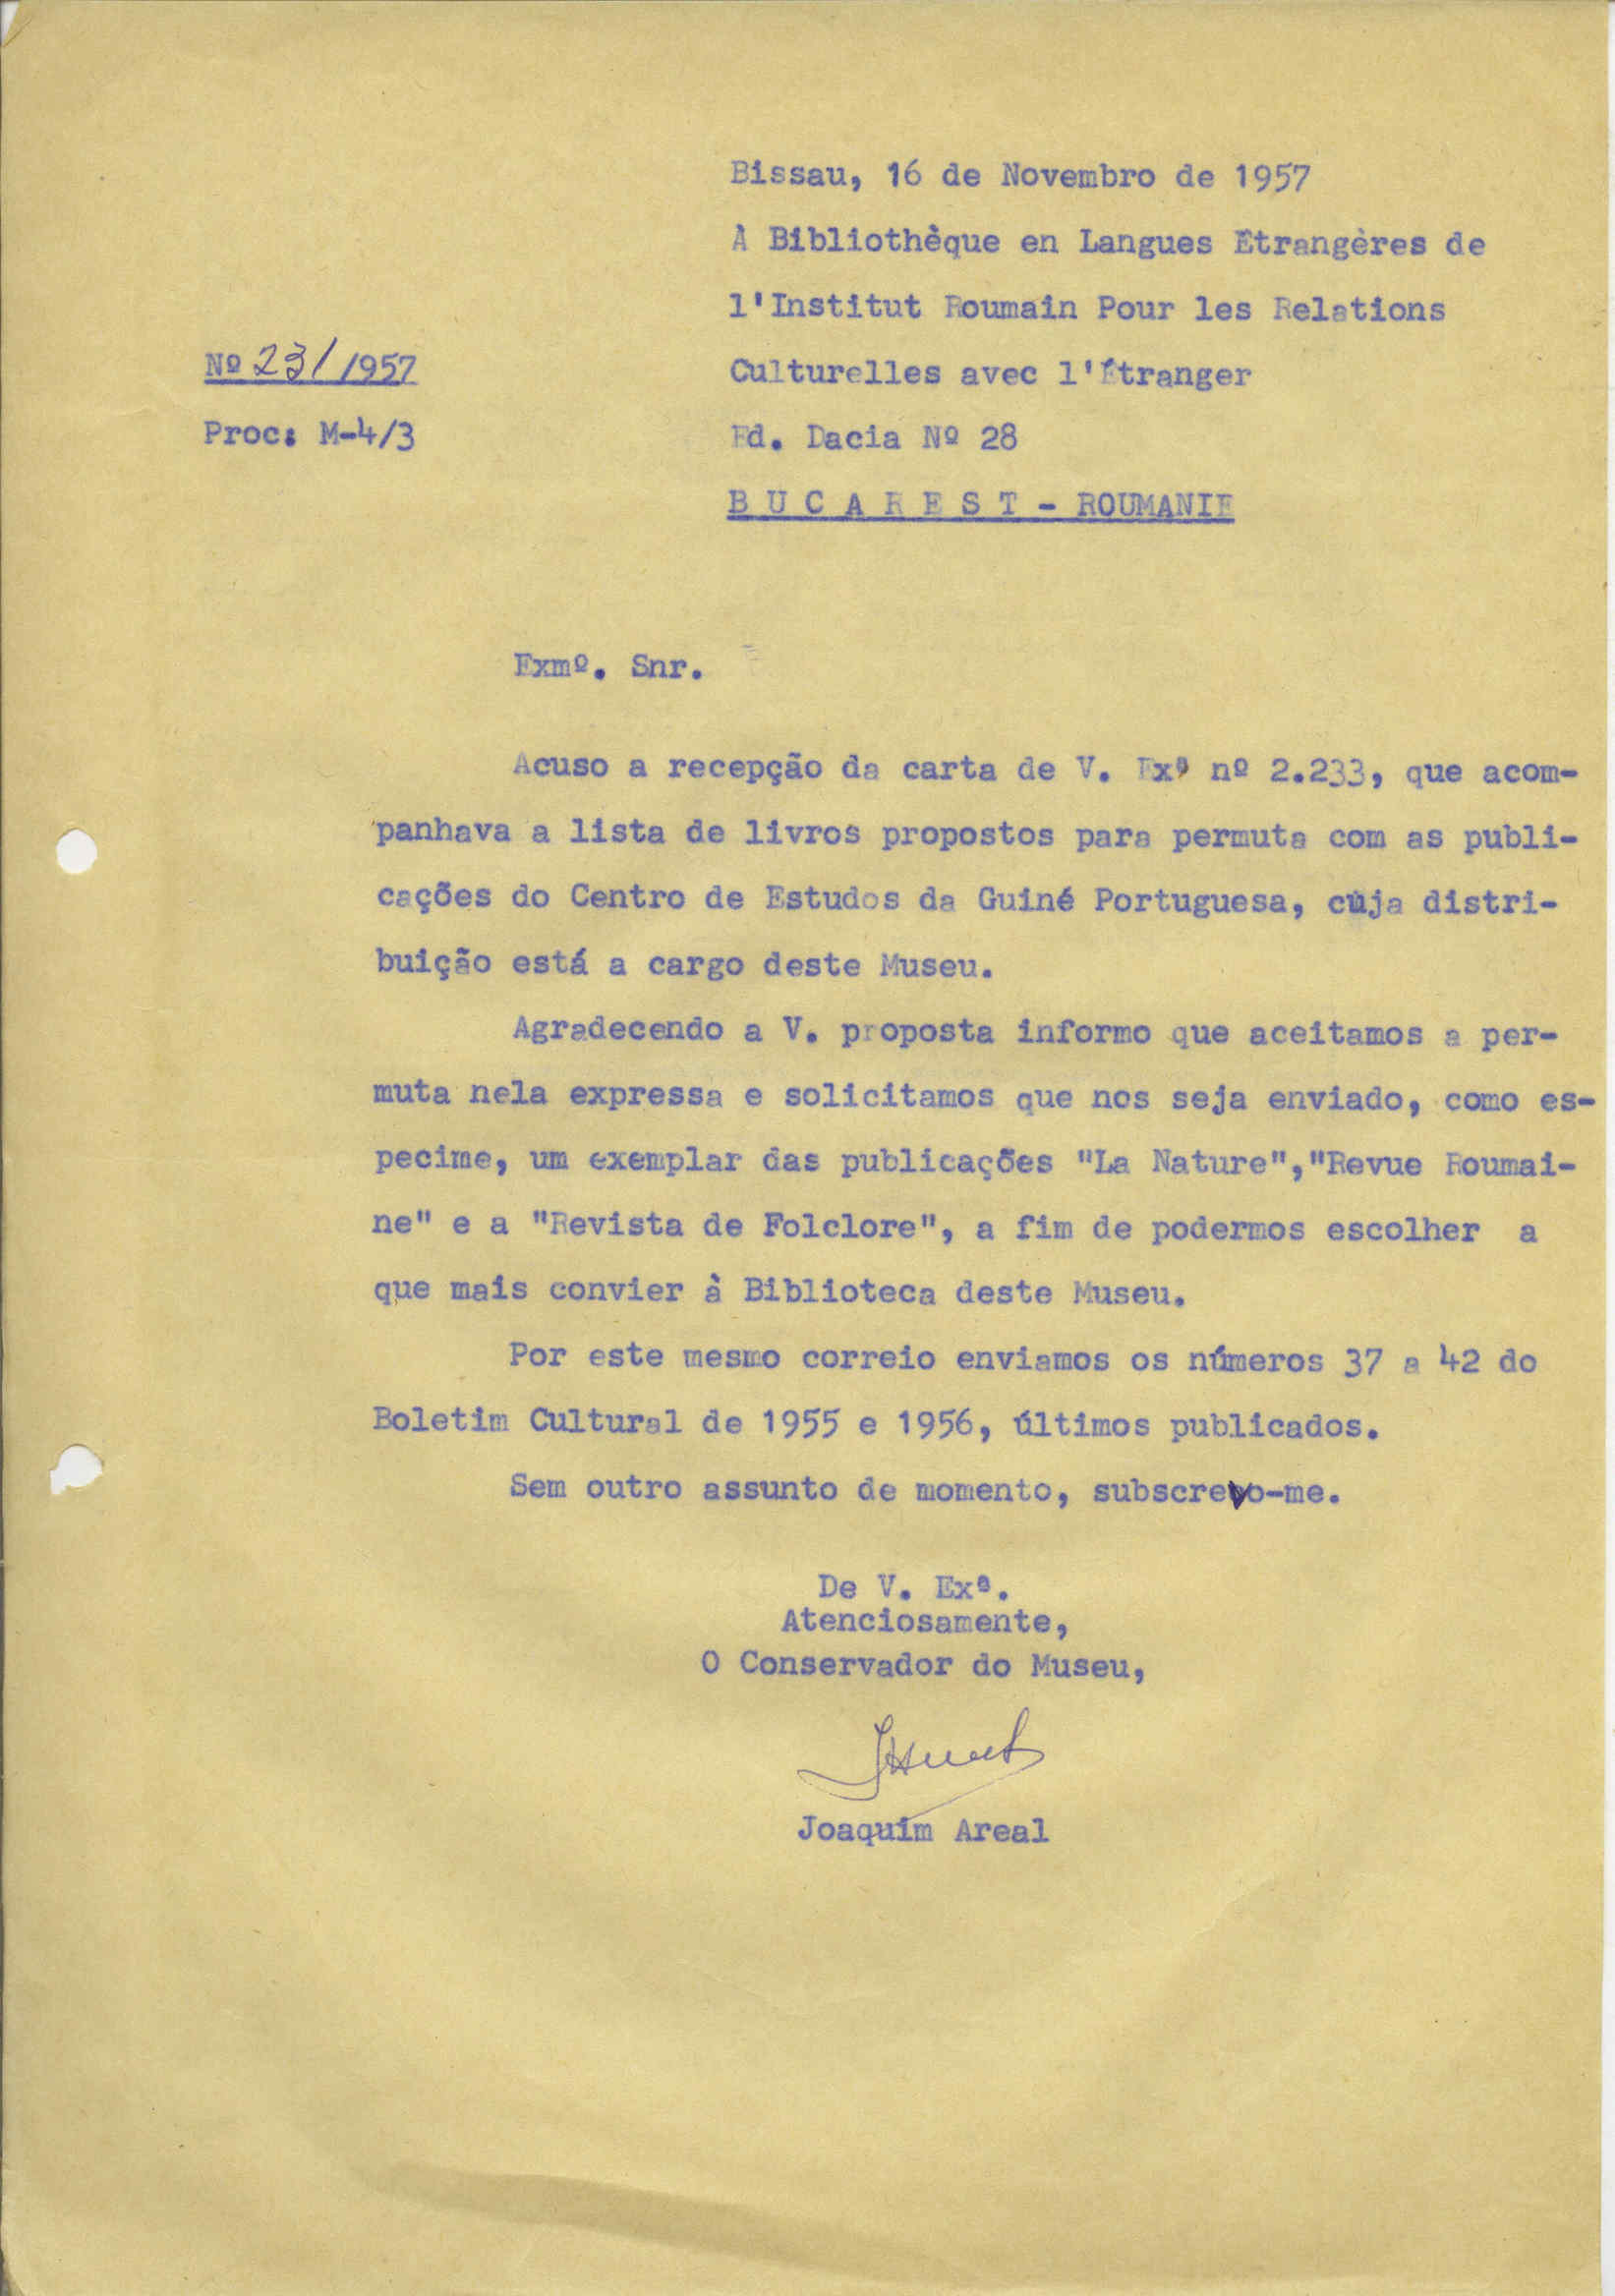 Bissau, 16 de Novembro de 1957
À Bibliothèque en Langues Etrangères de
l'Institut Roumain Pour les Relations
Nº 23/1957
Culturelles avec l'Étranger
Proc: M-4/3
Ed. Dacia Nº 28
B U C A R E S T - ROUMANIE
Exmº. Snr.
Acuso a recepção da carta de V. Exª nº 2.233, que acom-
panhava a lista de livros propostos para permuta com as publi-
cações do Centro de Estudos da Guiné Portuguesa, cuja distri-
buição está a cargo deste Museu.
Agradecendo a V. proposta informo que aceitamos a per-
muta nela expressa e solicitamos que nos seja enviado, como es-
pecime, um exemplar das publicações "La Nature","Revue Roumai-
ne" e a "Revista de Folclore", a fim de podermos escolher a
que mais convier à Biblioteca deste Museu.
Por este mesmo correio enviamos os números 37 a 42 do
Boletim Cultural de 1955 e 1956, últimos publicados.
Sem outro assunto de momento, subscrevo-me.
De V. Exª.
Atenciosamente,
O Conservador do Museu,
Joaquim Areal